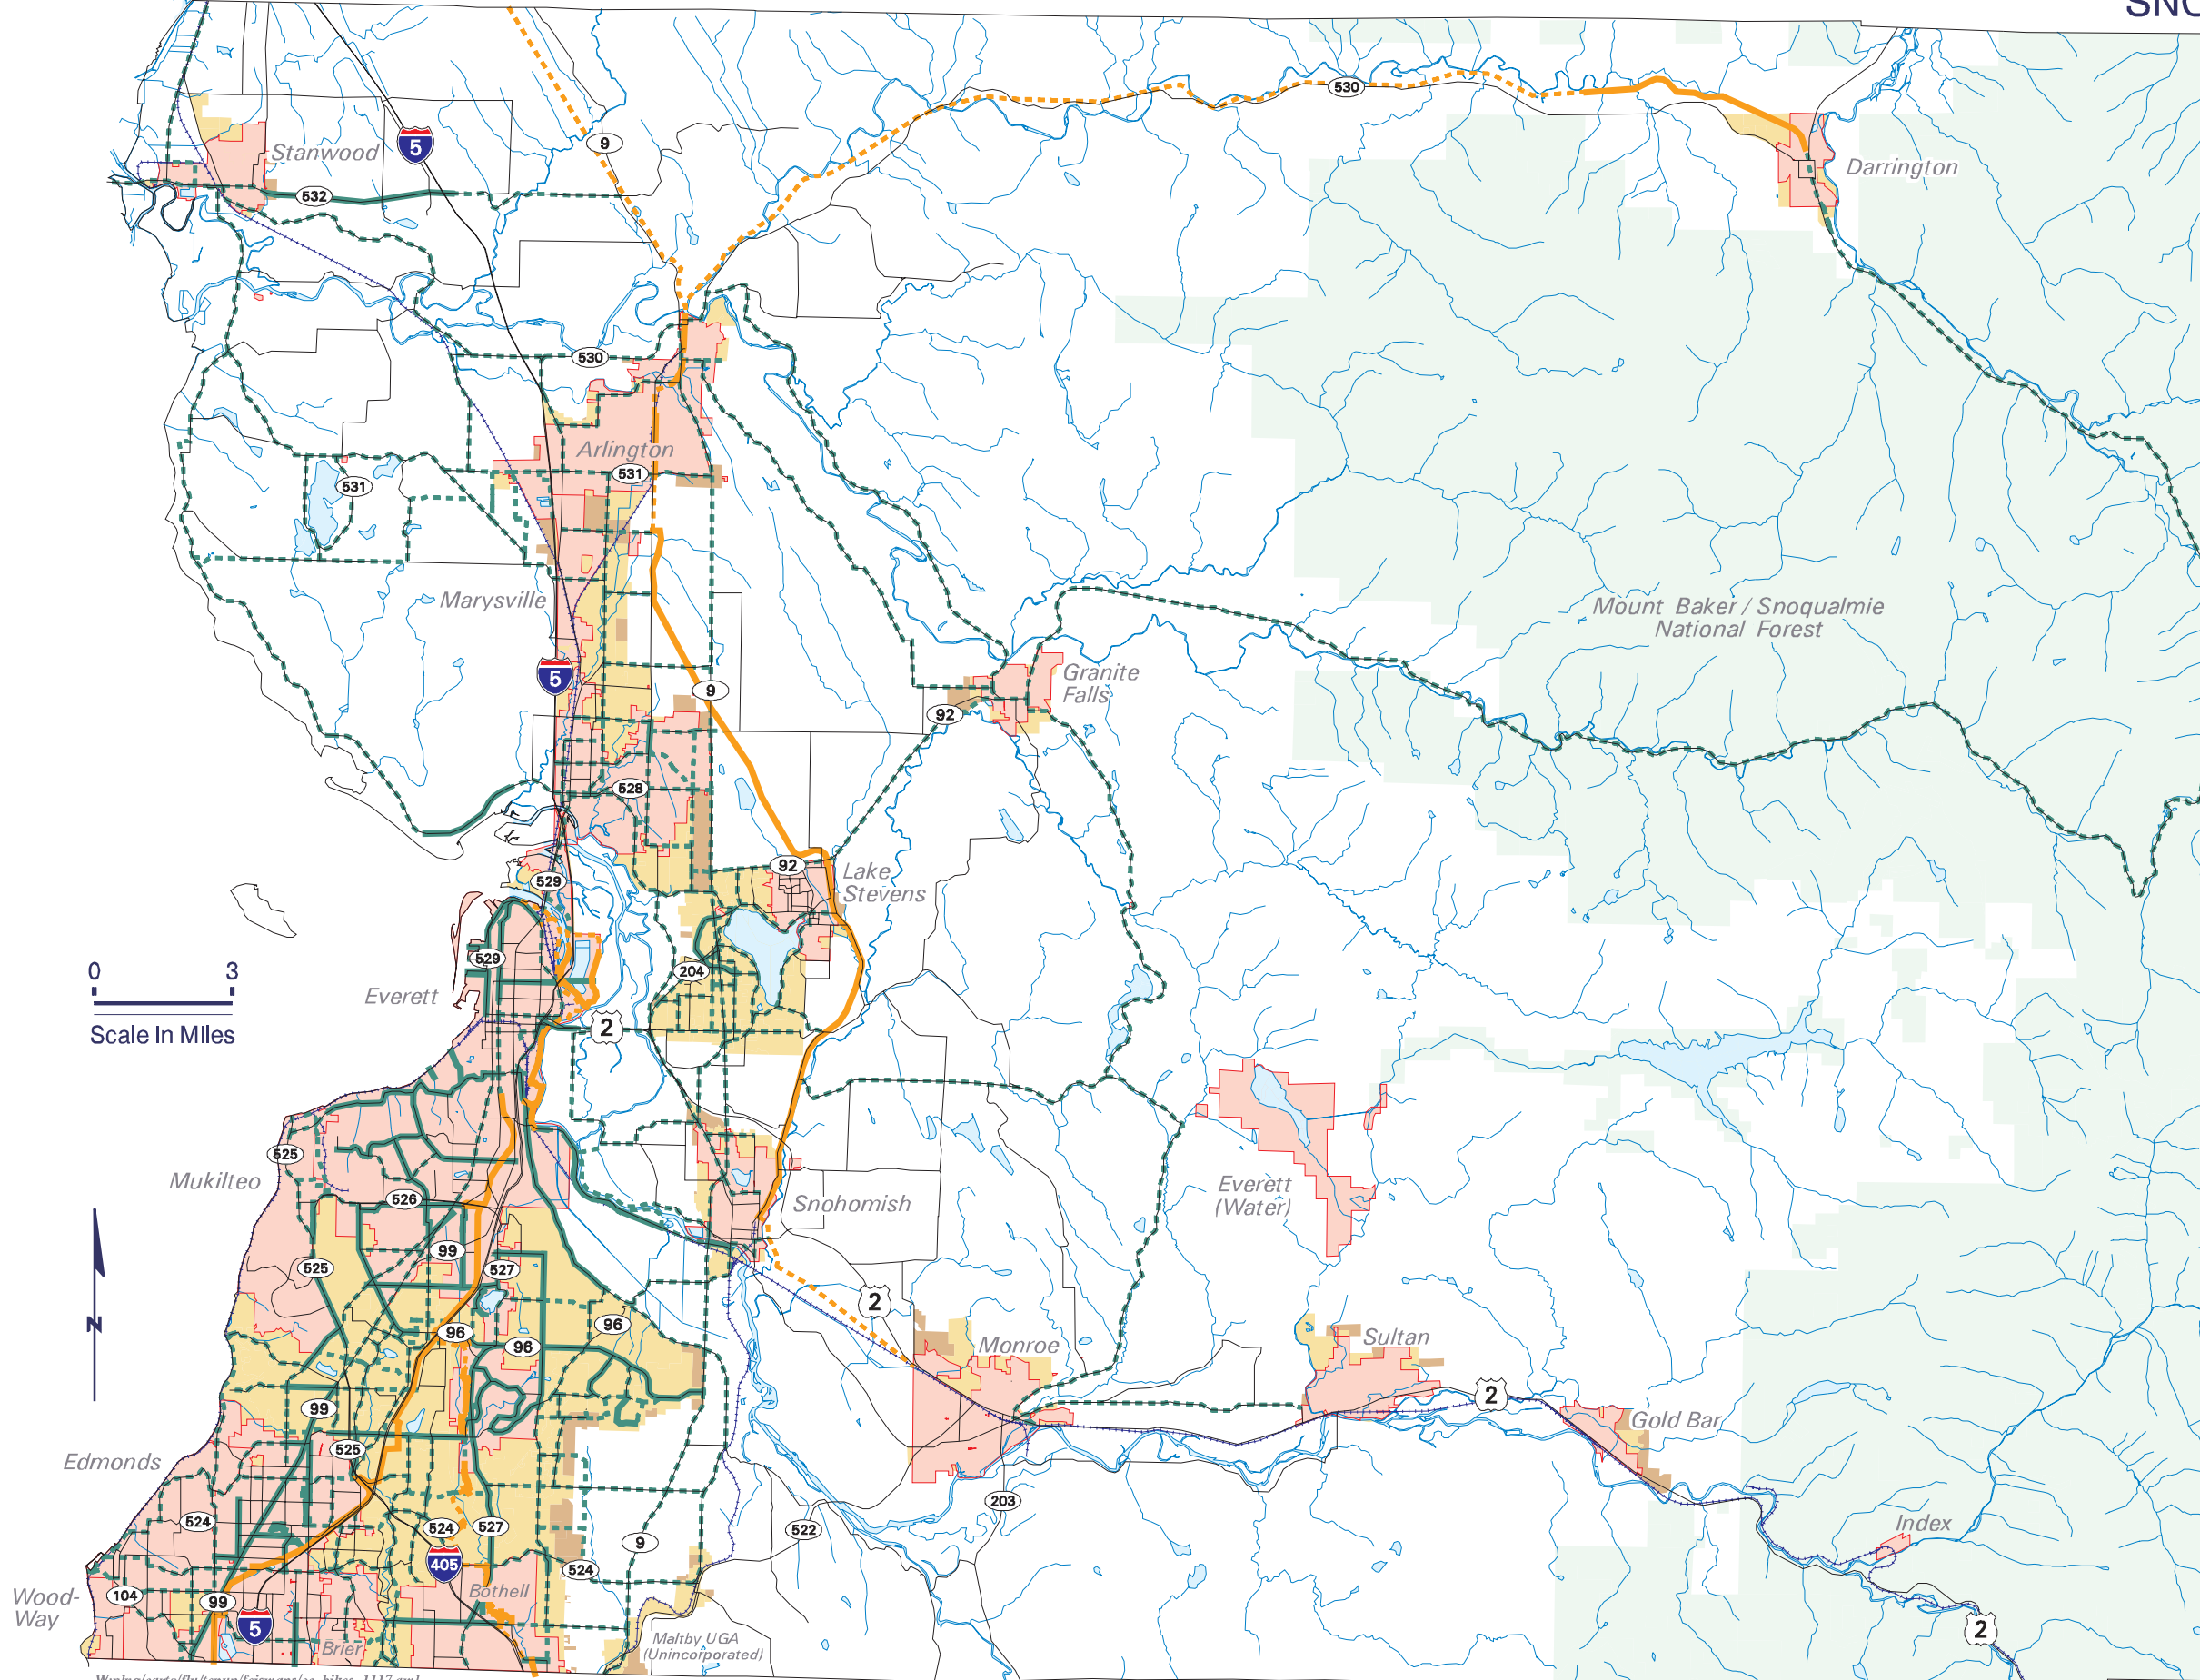 SNO
530
9
5
Stanwood
Darrington
532
530
Arlington
531
531
Marysville
Mount Baker / Snoqualmie
National Forest
5
Granite
Falls
9
92
528
92
Lake
Stevens
529
529
204
0 3
Scale in Miles
Everett
2
525
Mukilteo
526
Everett
(Water)
Snohomish
99
525
527
2
N
96
96
96
Monroe
Sultan
2
Gold Bar
99
525
Edmonds
203
524
524
527
522
Index
9
405
524
Bothell
Wood-
Way
104
99
5
2
Brier
Maltby UGA
(Unincorporated)